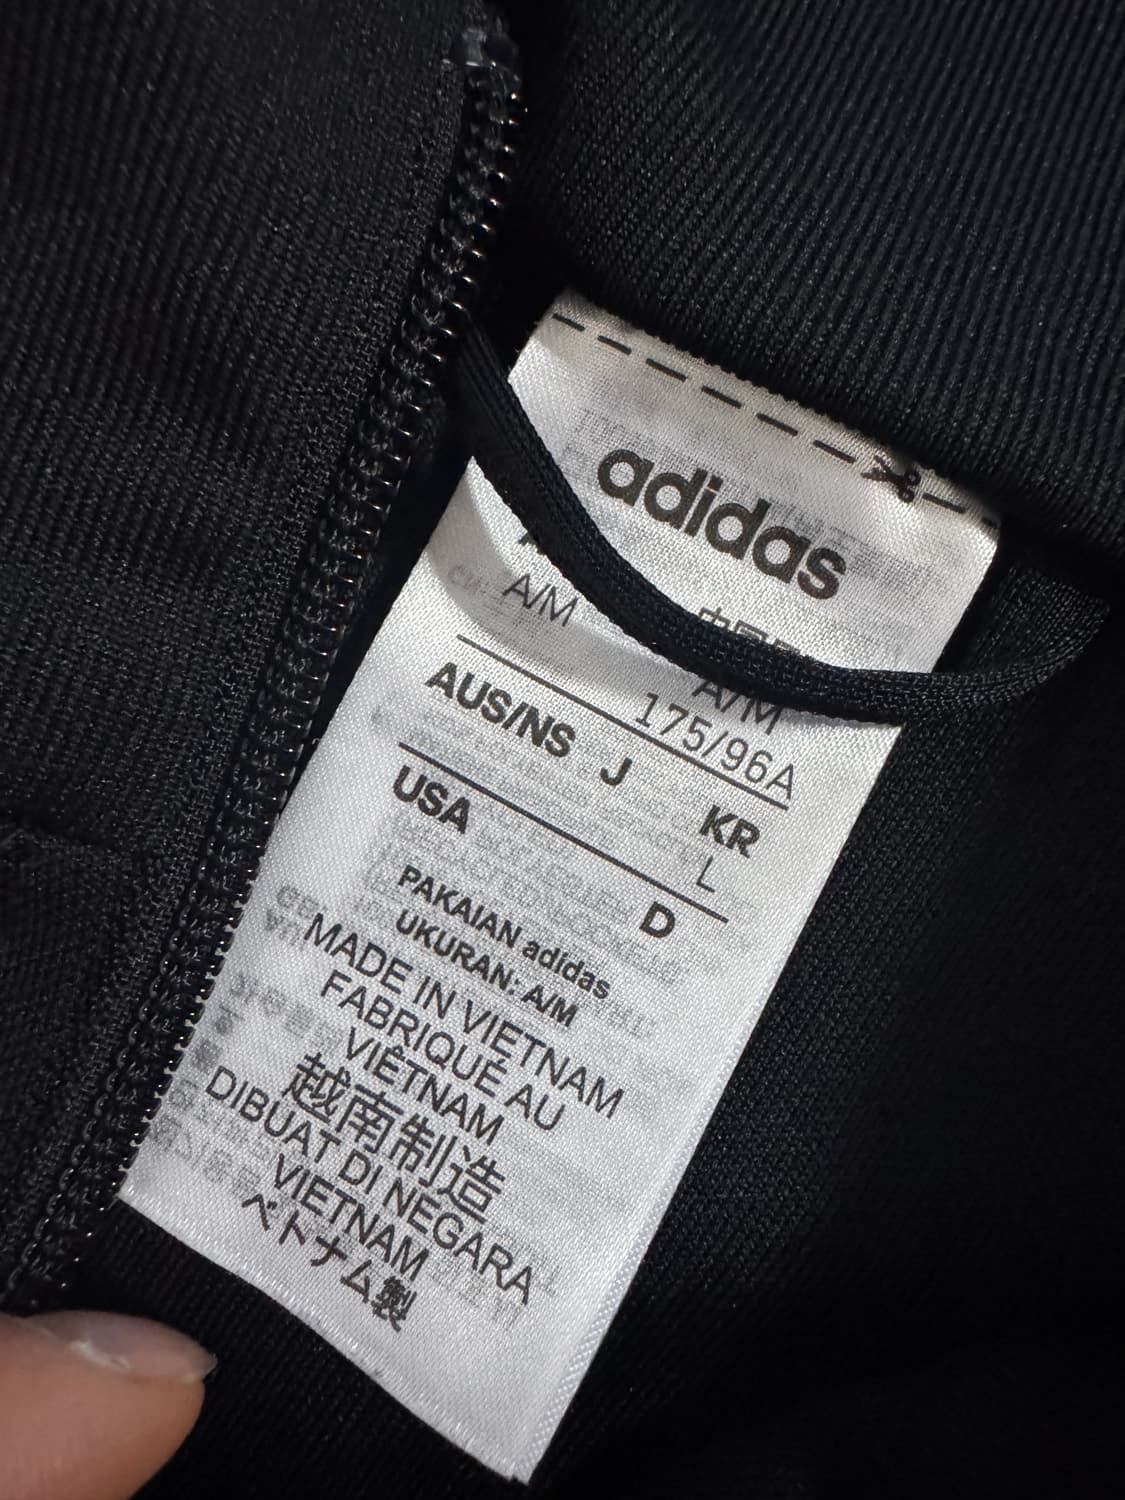 adidas
A/M
A/M
175/96A
AUS/NS J KR
L
USA D
PAKAIAN adidas
UKURAN: A/M
MADE IN VIETNAM
FABRIQUÉ AU
VIÊTNAM
越南制造
DIBUAT DI NEGARA
VIETNAM
ベトナム製